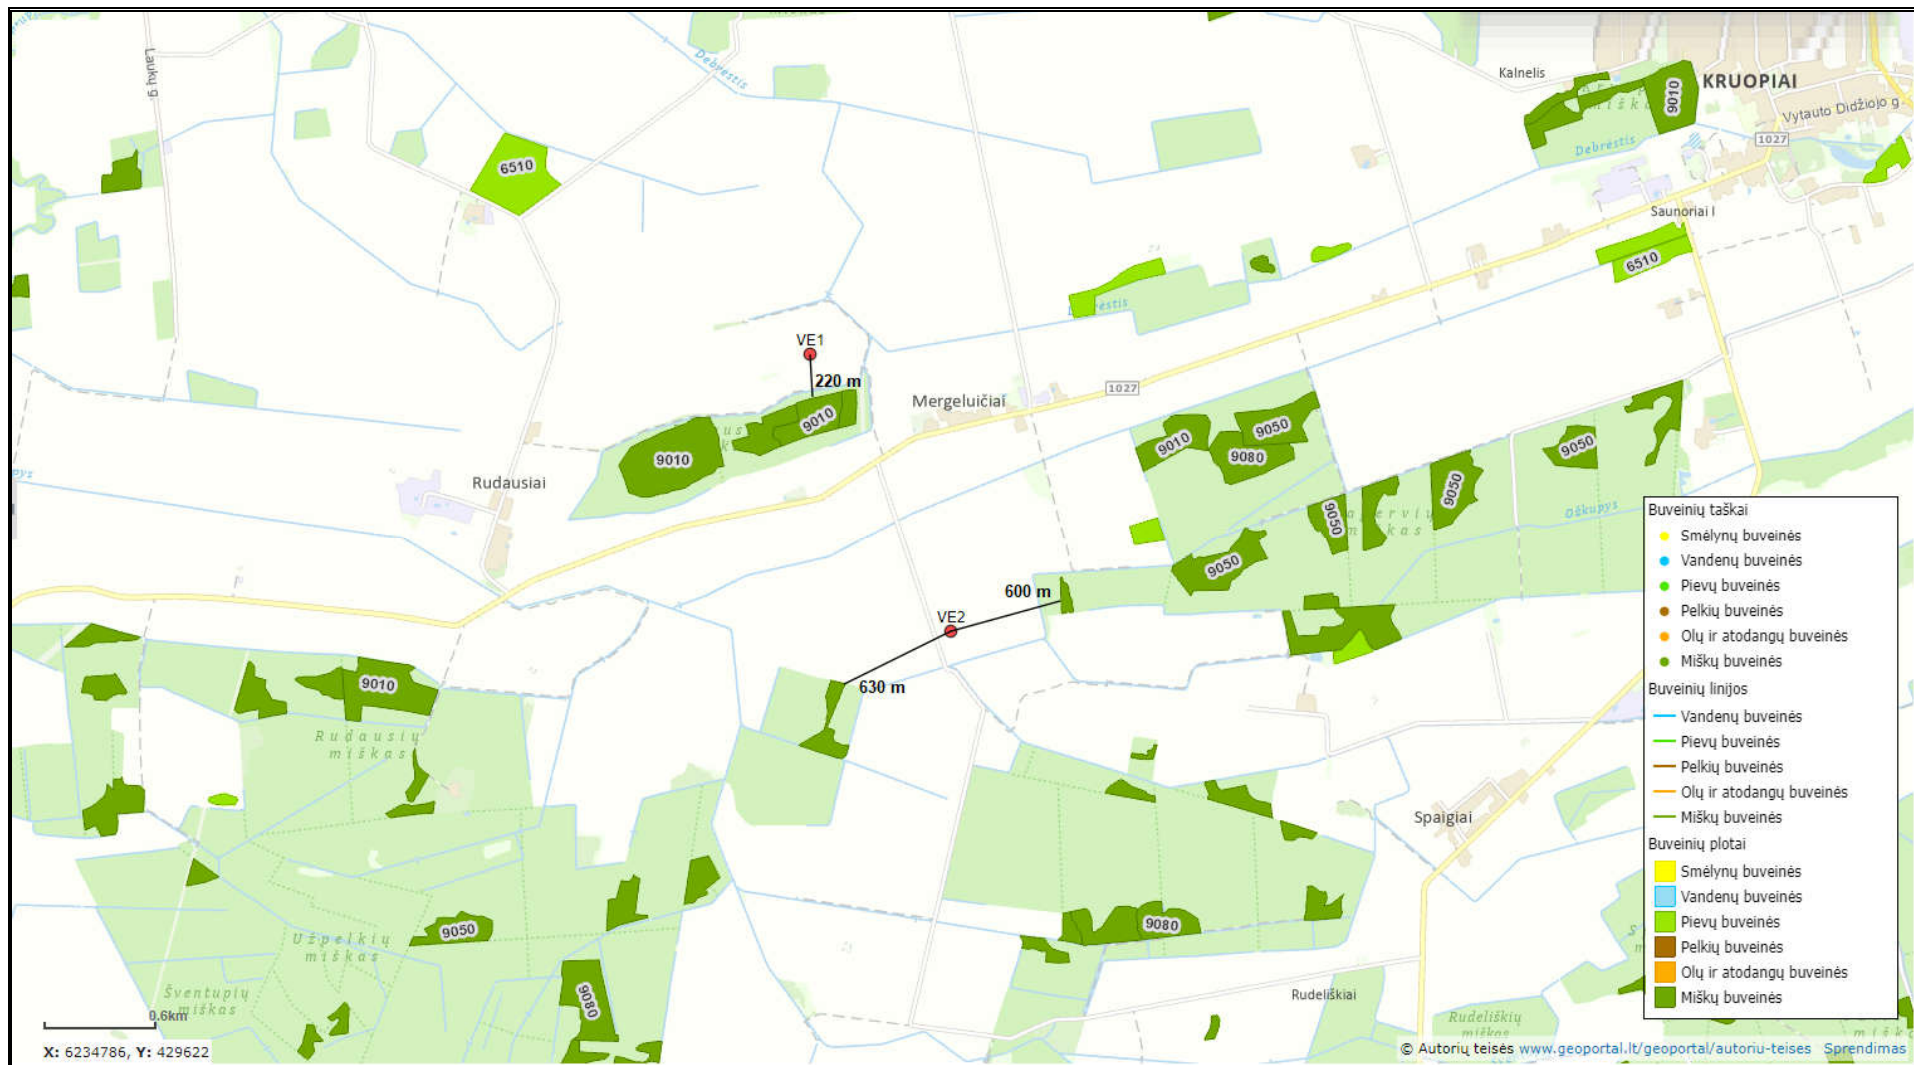 Laukų g.
Debrestis
Kalnelis
KRUOPIAI
9010
Vytauto Didžiojo g.
1027
Debrestis
6510
Saunoriai I
6510
VE1
220 m
Mergeluičiai
1027
9010
9010
Rudausiai
9010
9050
9080
9050
9050
9050
Oškupys
9050
600 m
VE2
630 m
9010
Rudausių
miškas
Spaigiai
9050
Užpelkių
miškas
9080
9080
Šventupių
miškas
Rudeliškiai
Rudeliškių
miškas
0.6km
X: 6234786, Y: 429622
Buveinių taškai
Smėlynų buveinės
Vandenų buveinės
Pievų buveinės
Pelkių buveinės
Olų ir atodangų buveinės
Miškų buveinės
Buveinių linijos
Vandenų buveinės
Pievų buveinės
Pelkių buveinės
Olų ir atodangų buveinės
Miškų buveinės
Buveinių plotai
Smėlynų buveinės
Vandenų buveinės
Pievų buveinės
Pelkių buveinės
Olų ir atodangų buveinės
Miškų buveinės
© Autorių teisės www.geoportal.lt/geoportal/autoriu-teises Sprendimas